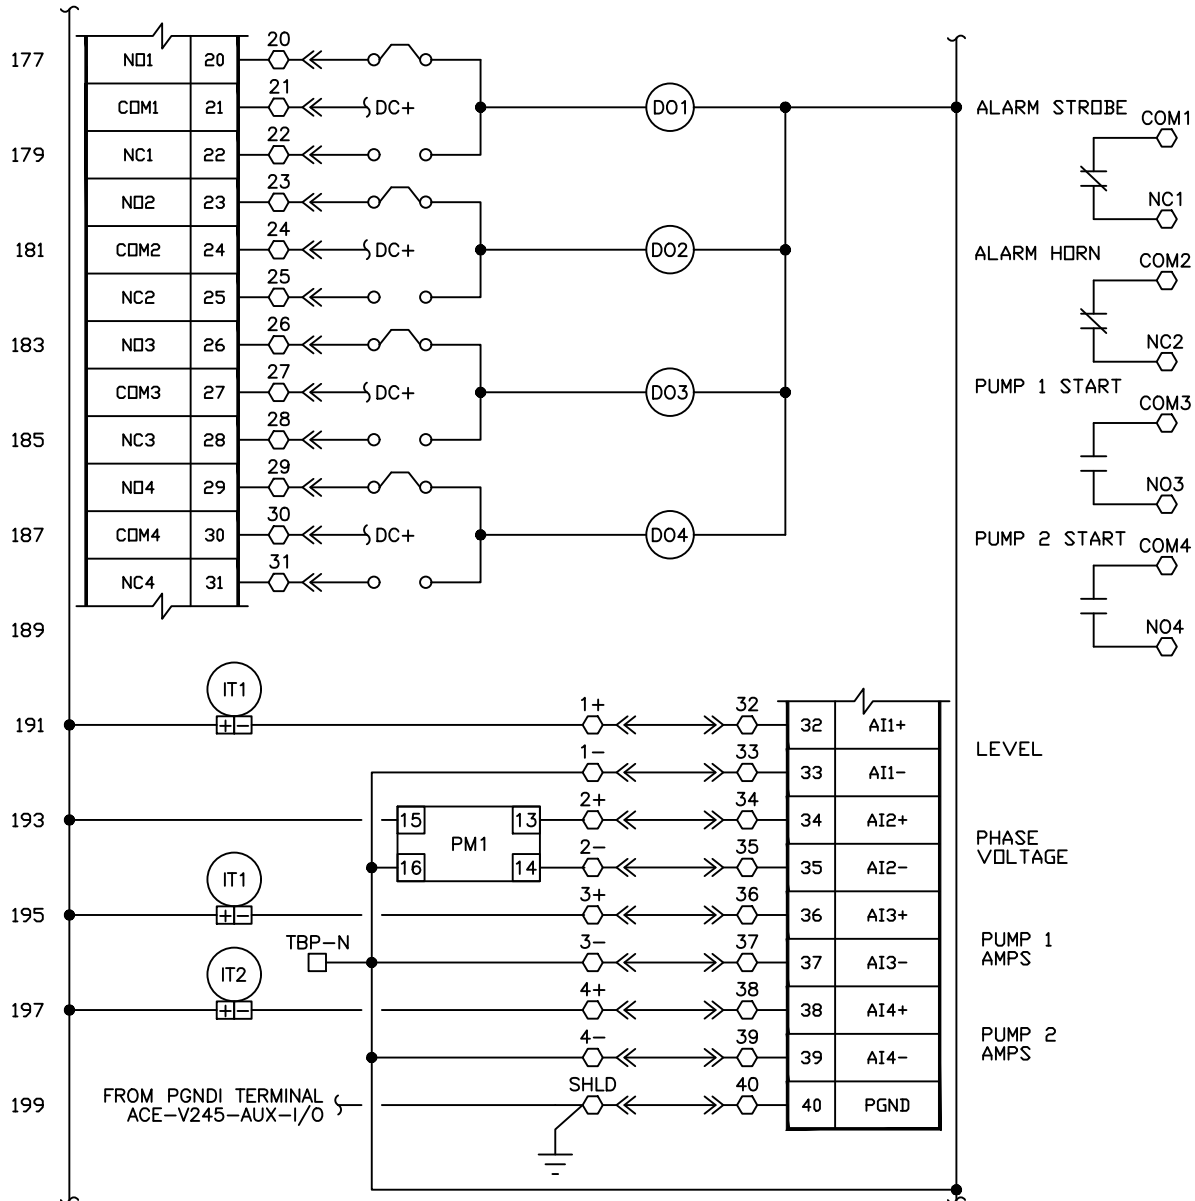 177
NO1
20
20
COM1
21
21
DC+
DO1
ALARM STROBE
COM1
179
NC1
22
22
NC1
NO2
23
23
181
COM2
24
24
DC+
DO2
ALARM HORN
COM2
NC2
25
25
183
NO3
26
26
NC2
COM3
27
27
DC+
DO3
PUMP 1 START
COM3
185
NC3
28
28
NO4
29
29
NO3
187
COM4
30
30
DC+
DO4
PUMP 2 START
COM4
NC4
31
31
189
NO4
IT1
191
+
-
1+
32
32
AI1+
LEVEL
1-
33
33
AI1-
193
15
13
2+
34
34
AI2+
PM1
PHASE
VOLTAGE
16
14
2-
35
35
AI2-
IT1
195
+
-
3+
36
36
AI3+
TBP-N
3-
37
37
AI3-
PUMP 1
AMPS
IT2
197
+
-
4+
38
38
AI4+
4-
39
39
AI4-
PUMP 2
AMPS
199
FROM PGNDI TERMINAL
ACE-V245-AUX-I/O
SHLD
40
40
PGND